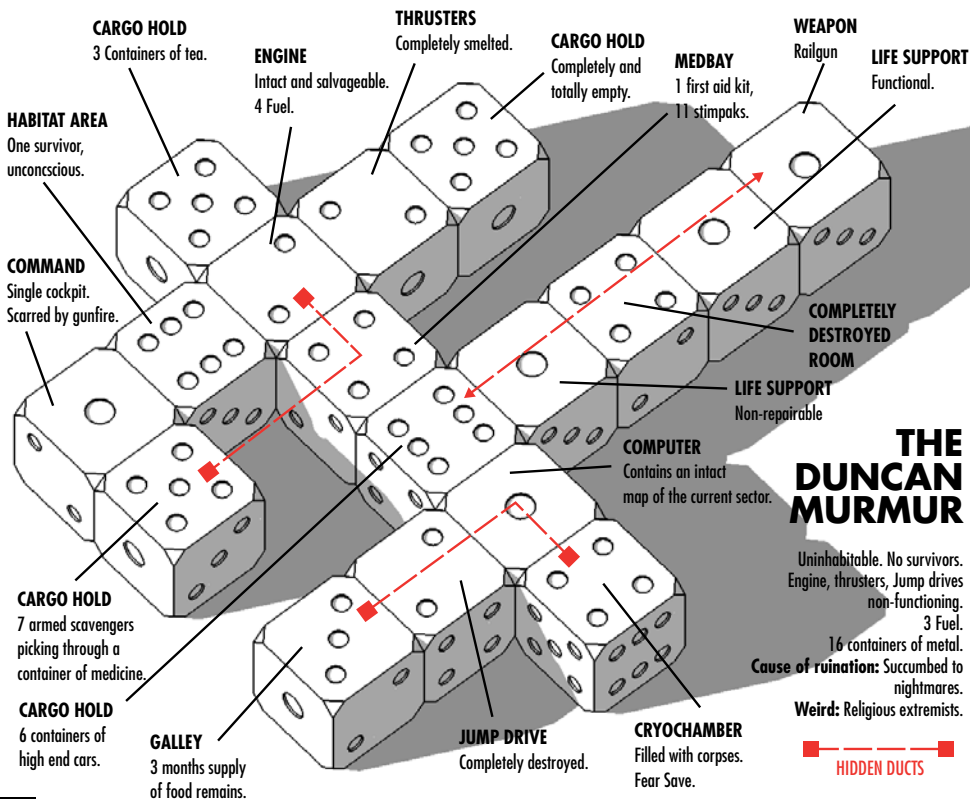 CARGO HOLD
3 Containers of tea.
ENGINE
Intact and salvageable.
4 Fuel.
THRUSTERS
Completely smelted.
CARGO HOLD
Completely and
totally empty.
MEDBAY
1 first aid kit,
11 stimpaks.
WEAPON
Railgun
LIFE SUPPORT
Functional.
HABITAT AREA
One survivor,
unconscious.
COMMAND
Single cockpit.
Scarred by gunfire.
COMPLETELY
DESTROYED
ROOM
LIFE SUPPORT
Non-repairable
COMPUTER
Contains an intact
map of the current sector.
CARGO HOLD
7 armed scavengers
picking through a
container of medicine.
CARGO HOLD
6 containers of
high end cars.
GALLEY
3 months supply
of food remains.
JUMP DRIVE
Completely destroyed.
CRYOCHAMBER
Filled with corpses.
Fear Save.
THE
DUNCAN
MURMUR
Uninhabitable. No survivors.
Engine, thrusters, Jump drives
non-functioning.
3 Fuel.
16 containers of metal.
Cause of ruination: Succumbed to
nightmares.
Weird: Religious extremists.
HIDDEN DUCTS